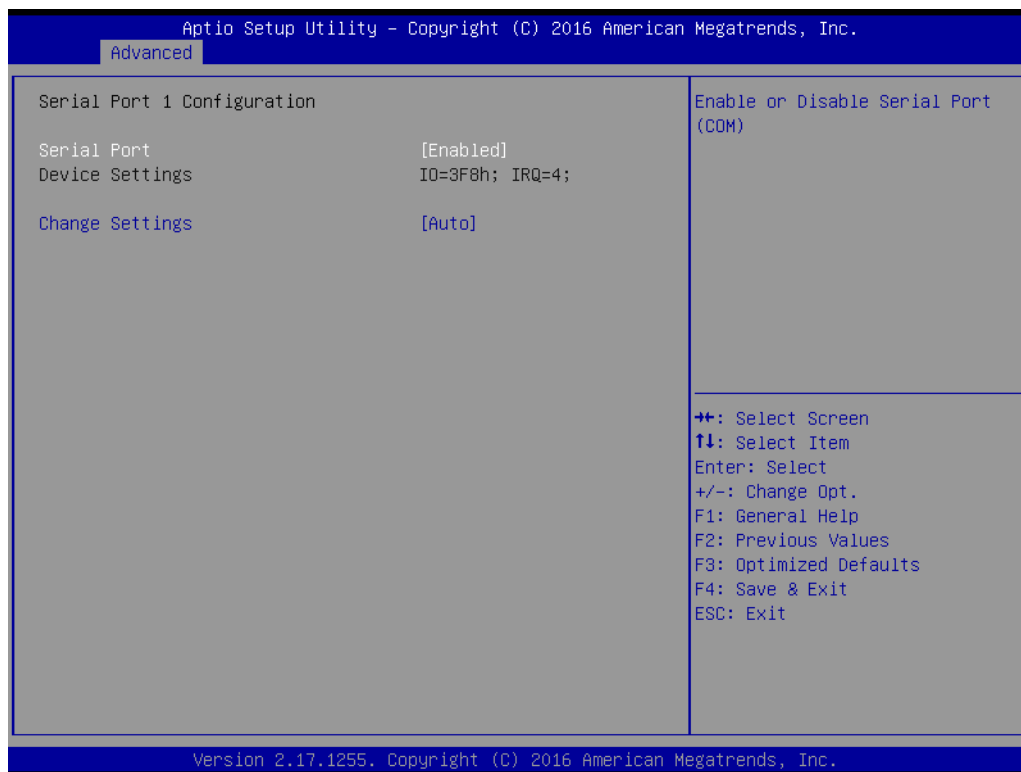 Aptio Setup Utility – Copyright (C) 2016 American Megatrends, Inc.
Advanced
Serial Port 1 Configuration
Serial Port [Enabled]
Device Settings IO=3F8h; IRQ=4;
Change Settings [Auto]
Enable or Disable Serial Port
(COM)
→←: Select Screen
↑↓: Select Item
Enter: Select
+/-: Change Opt.
F1: General Help
F2: Previous Values
F3: Optimized Defaults
F4: Save & Exit
ESC: Exit
Version 2.17.1255. Copyright (C) 2016 American Megatrends, Inc.